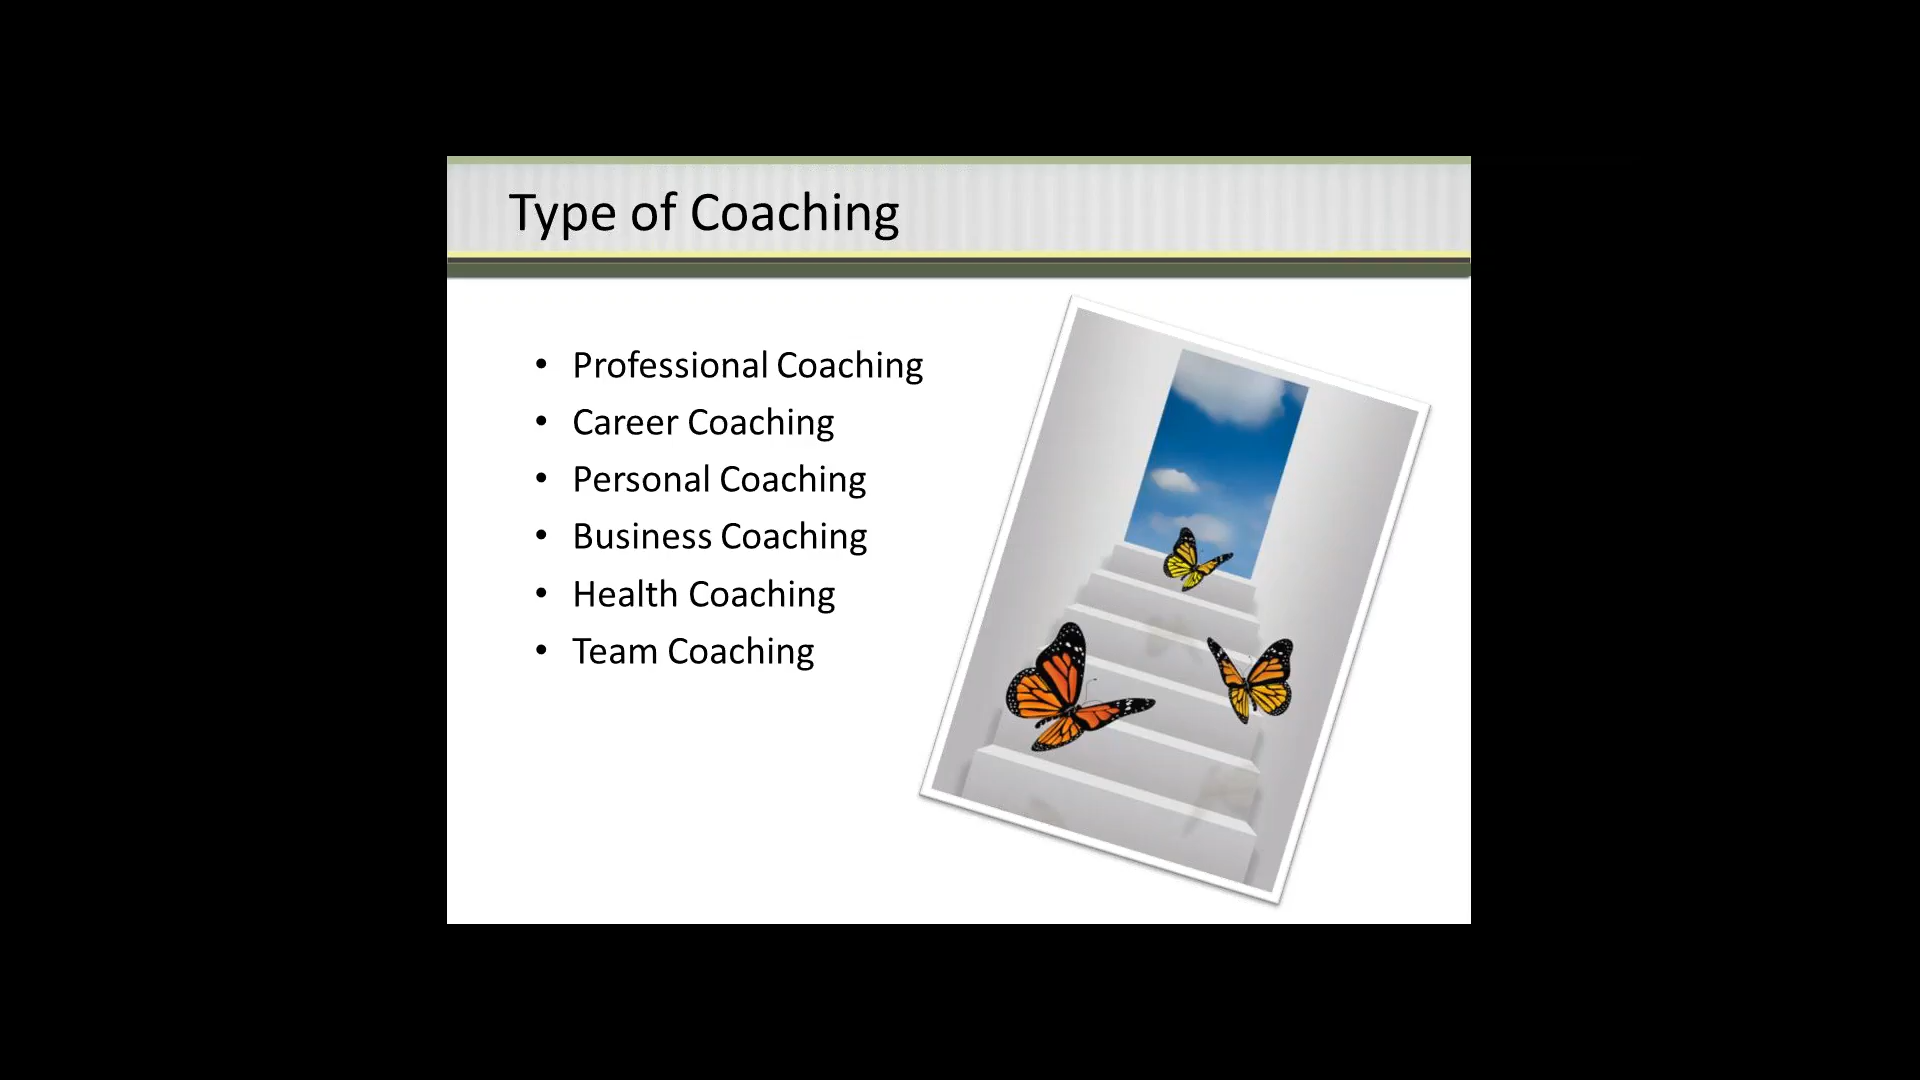 Type of Coaching
• Professional Coaching
• Career Coaching
• Personal Coaching
• Business Coaching
• Health Coaching
• Team Coaching